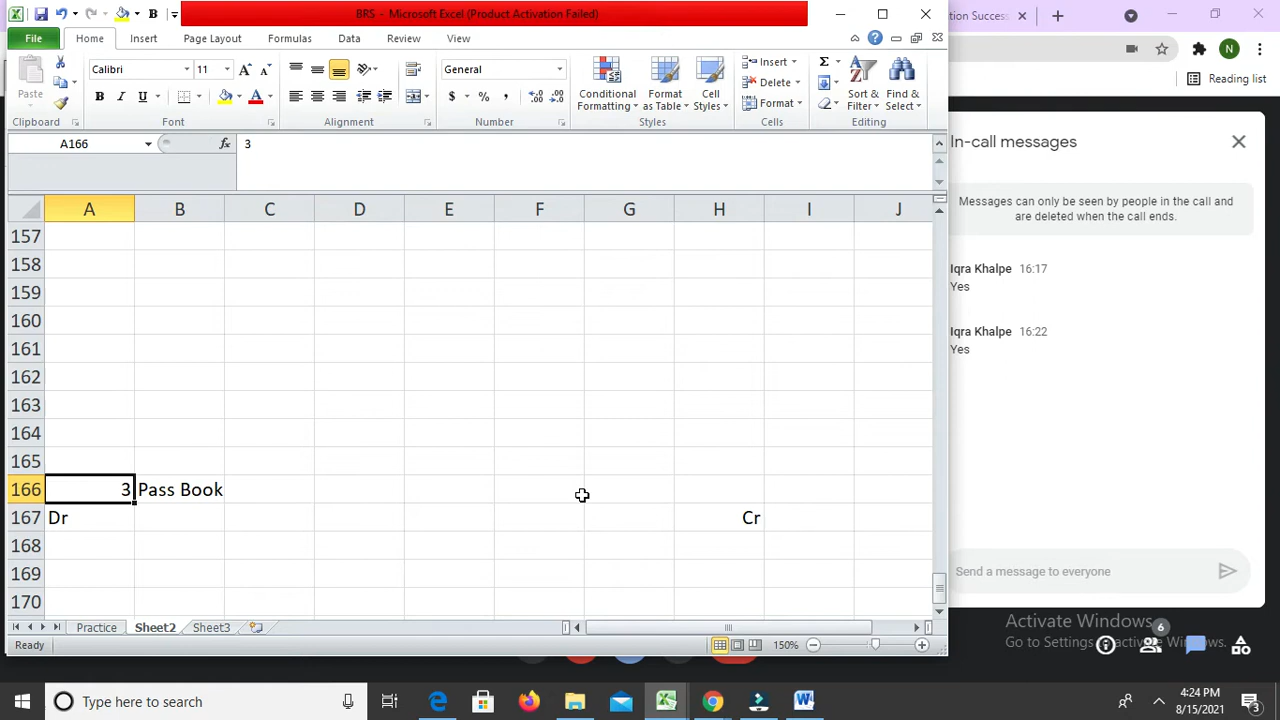 BRS - Microsoft Excel (Product Activation Failed)
tion Success
N
File Home Insert Page Layout Formulas Data Review View
Reading list
Paste
Calibri 11
General
Conditional Formatting
Format as Table
Cell Styles
Insert
Delete
Format
Sort & Filter
Find & Select
Clipboard Font Alignment Number Styles Cells Editing
A166 fx 3
In-call messages
Messages can only be seen by people in the call and
are deleted when the call ends.
Iqra Khalpe 16:17
Yes
Iqra Khalpe 16:22
Yes
A B C D E F G H I J
157
158
159
160
161
162
163
164
165
166 3 Pass Book
167 Dr Cr
168
169
170
Send a message to everyone
Practice Sheet2 Sheet3
Ready 150%
Activate Windows
Go to Settings to activate Windows.
6
Type here to search
4:24 PM
8/15/2021
3